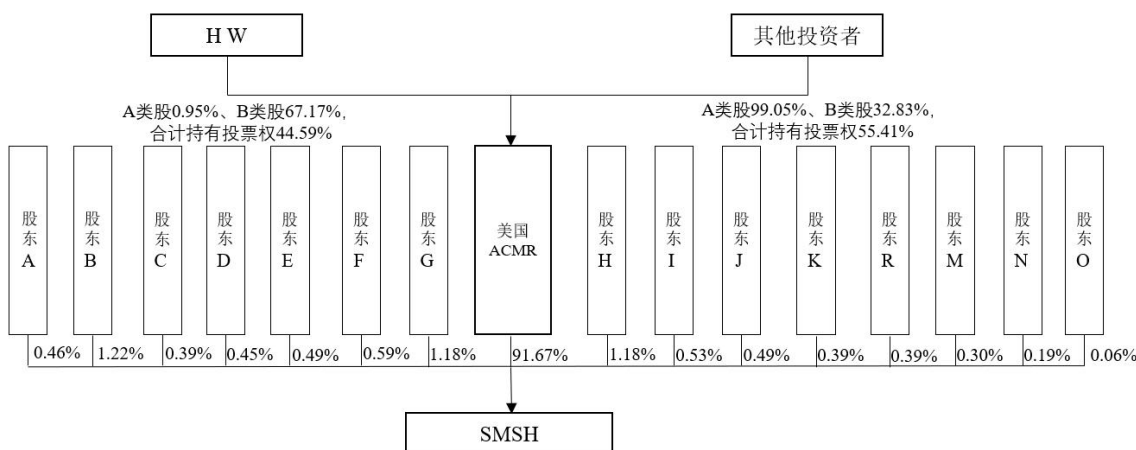 H W
其他投资者
A类股0.95%、B类股67.17%,
合计持有投票权44.59%
A类股99.05%、B类股32.83%,
合计持有投票权55.41%
股东A
股东B
股东C
股东D
股东E
股东F
股东G
美国
ACMR
股东H
股东I
股东J
股东K
股东R
股东M
股东N
股东O
0.46%
1.22%
0.39%
0.45%
0.49%
0.59%
1.18%
91.67%
1.18%
0.53%
0.49%
0.39%
0.39%
0.30%
0.19%
0.06%
SMSH